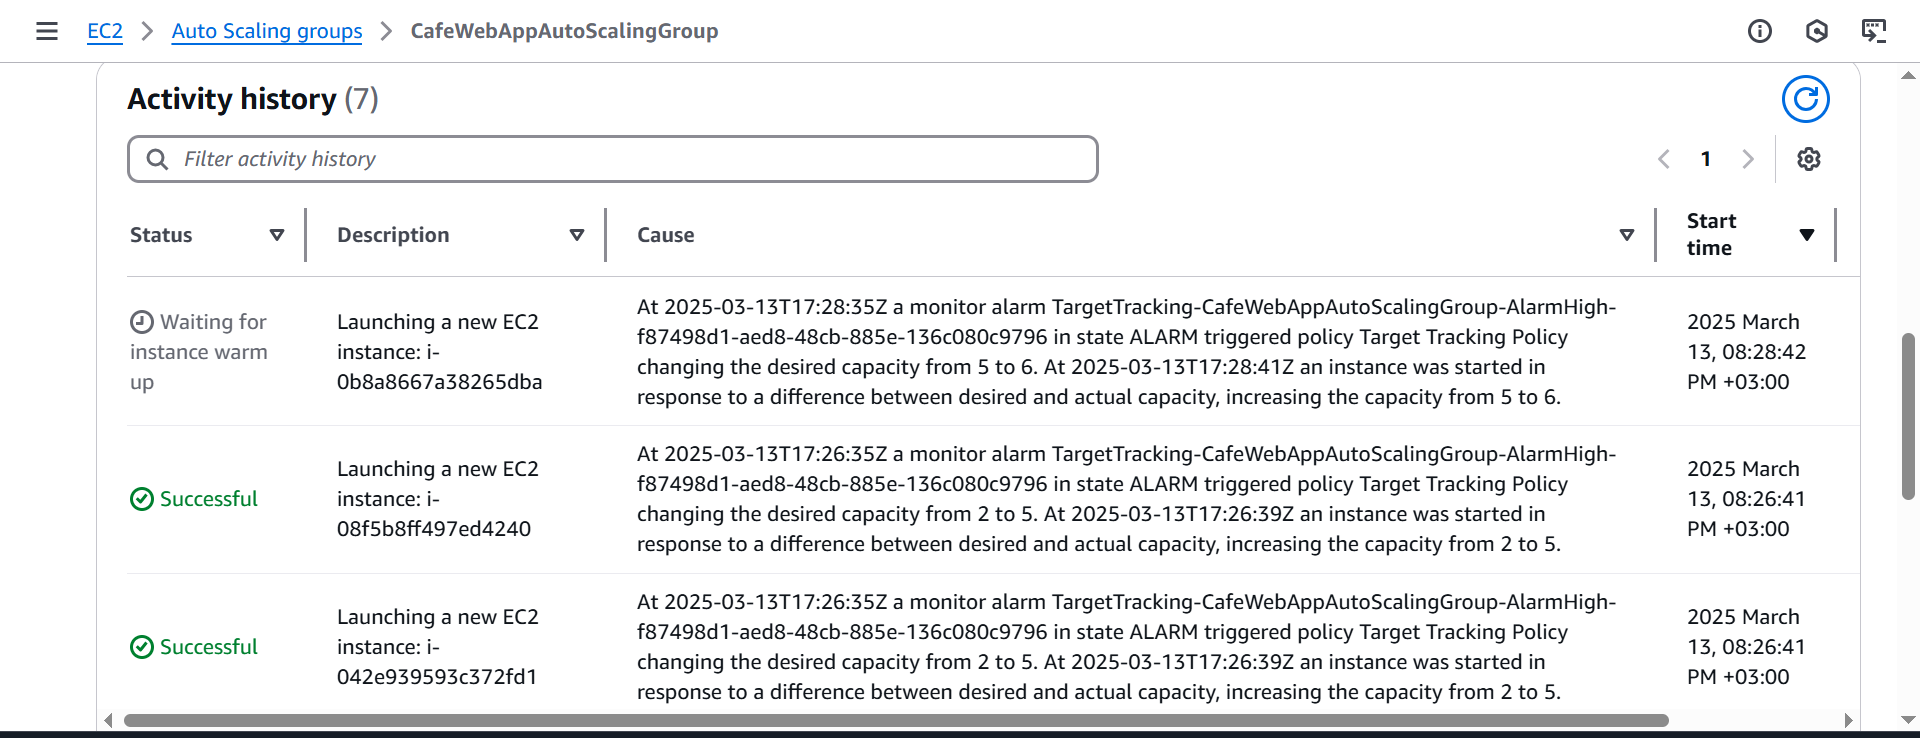 EC2 > Auto Scaling groups > CafeWebAppAutoScalingGroup
Activity history (7)
Filter activity history
1
Status
Description
Cause
Start
time
Waiting for
instance warm
up
Launching a new EC2
instance: i-
0b8a8667a38265dba
At 2025-03-13T17:28:35Z a monitor alarm TargetTracking-CafeWebAppAutoScalingGroup-AlarmHigh-
f87498d1-aed8-48cb-885e-136c080c9796 in state ALARM triggered policy Target Tracking Policy
changing the desired capacity from 5 to 6. At 2025-03-13T17:28:41Z an instance was started in
response to a difference between desired and actual capacity, increasing the capacity from 5 to 6.
2025 March
13, 08:28:42
PM +03:00
Successful
Launching a new EC2
instance: i-
08f5b8ff497ed4240
At 2025-03-13T17:26:35Z a monitor alarm TargetTracking-CafeWebAppAutoScalingGroup-AlarmHigh-
f87498d1-aed8-48cb-885e-136c080c9796 in state ALARM triggered policy Target Tracking Policy
changing the desired capacity from 2 to 5. At 2025-03-13T17:26:39Z an instance was started in
response to a difference between desired and actual capacity, increasing the capacity from 2 to 5.
2025 March
13, 08:26:41
PM +03:00
Successful
Launching a new EC2
instance: i-
042e939593c372fd1
At 2025-03-13T17:26:35Z a monitor alarm TargetTracking-CafeWebAppAutoScalingGroup-AlarmHigh-
f87498d1-aed8-48cb-885e-136c080c9796 in state ALARM triggered policy Target Tracking Policy
changing the desired capacity from 2 to 5. At 2025-03-13T17:26:39Z an instance was started in
response to a difference between desired and actual capacity, increasing the capacity from 2 to 5.
2025 March
13, 08:26:41
PM +03:00